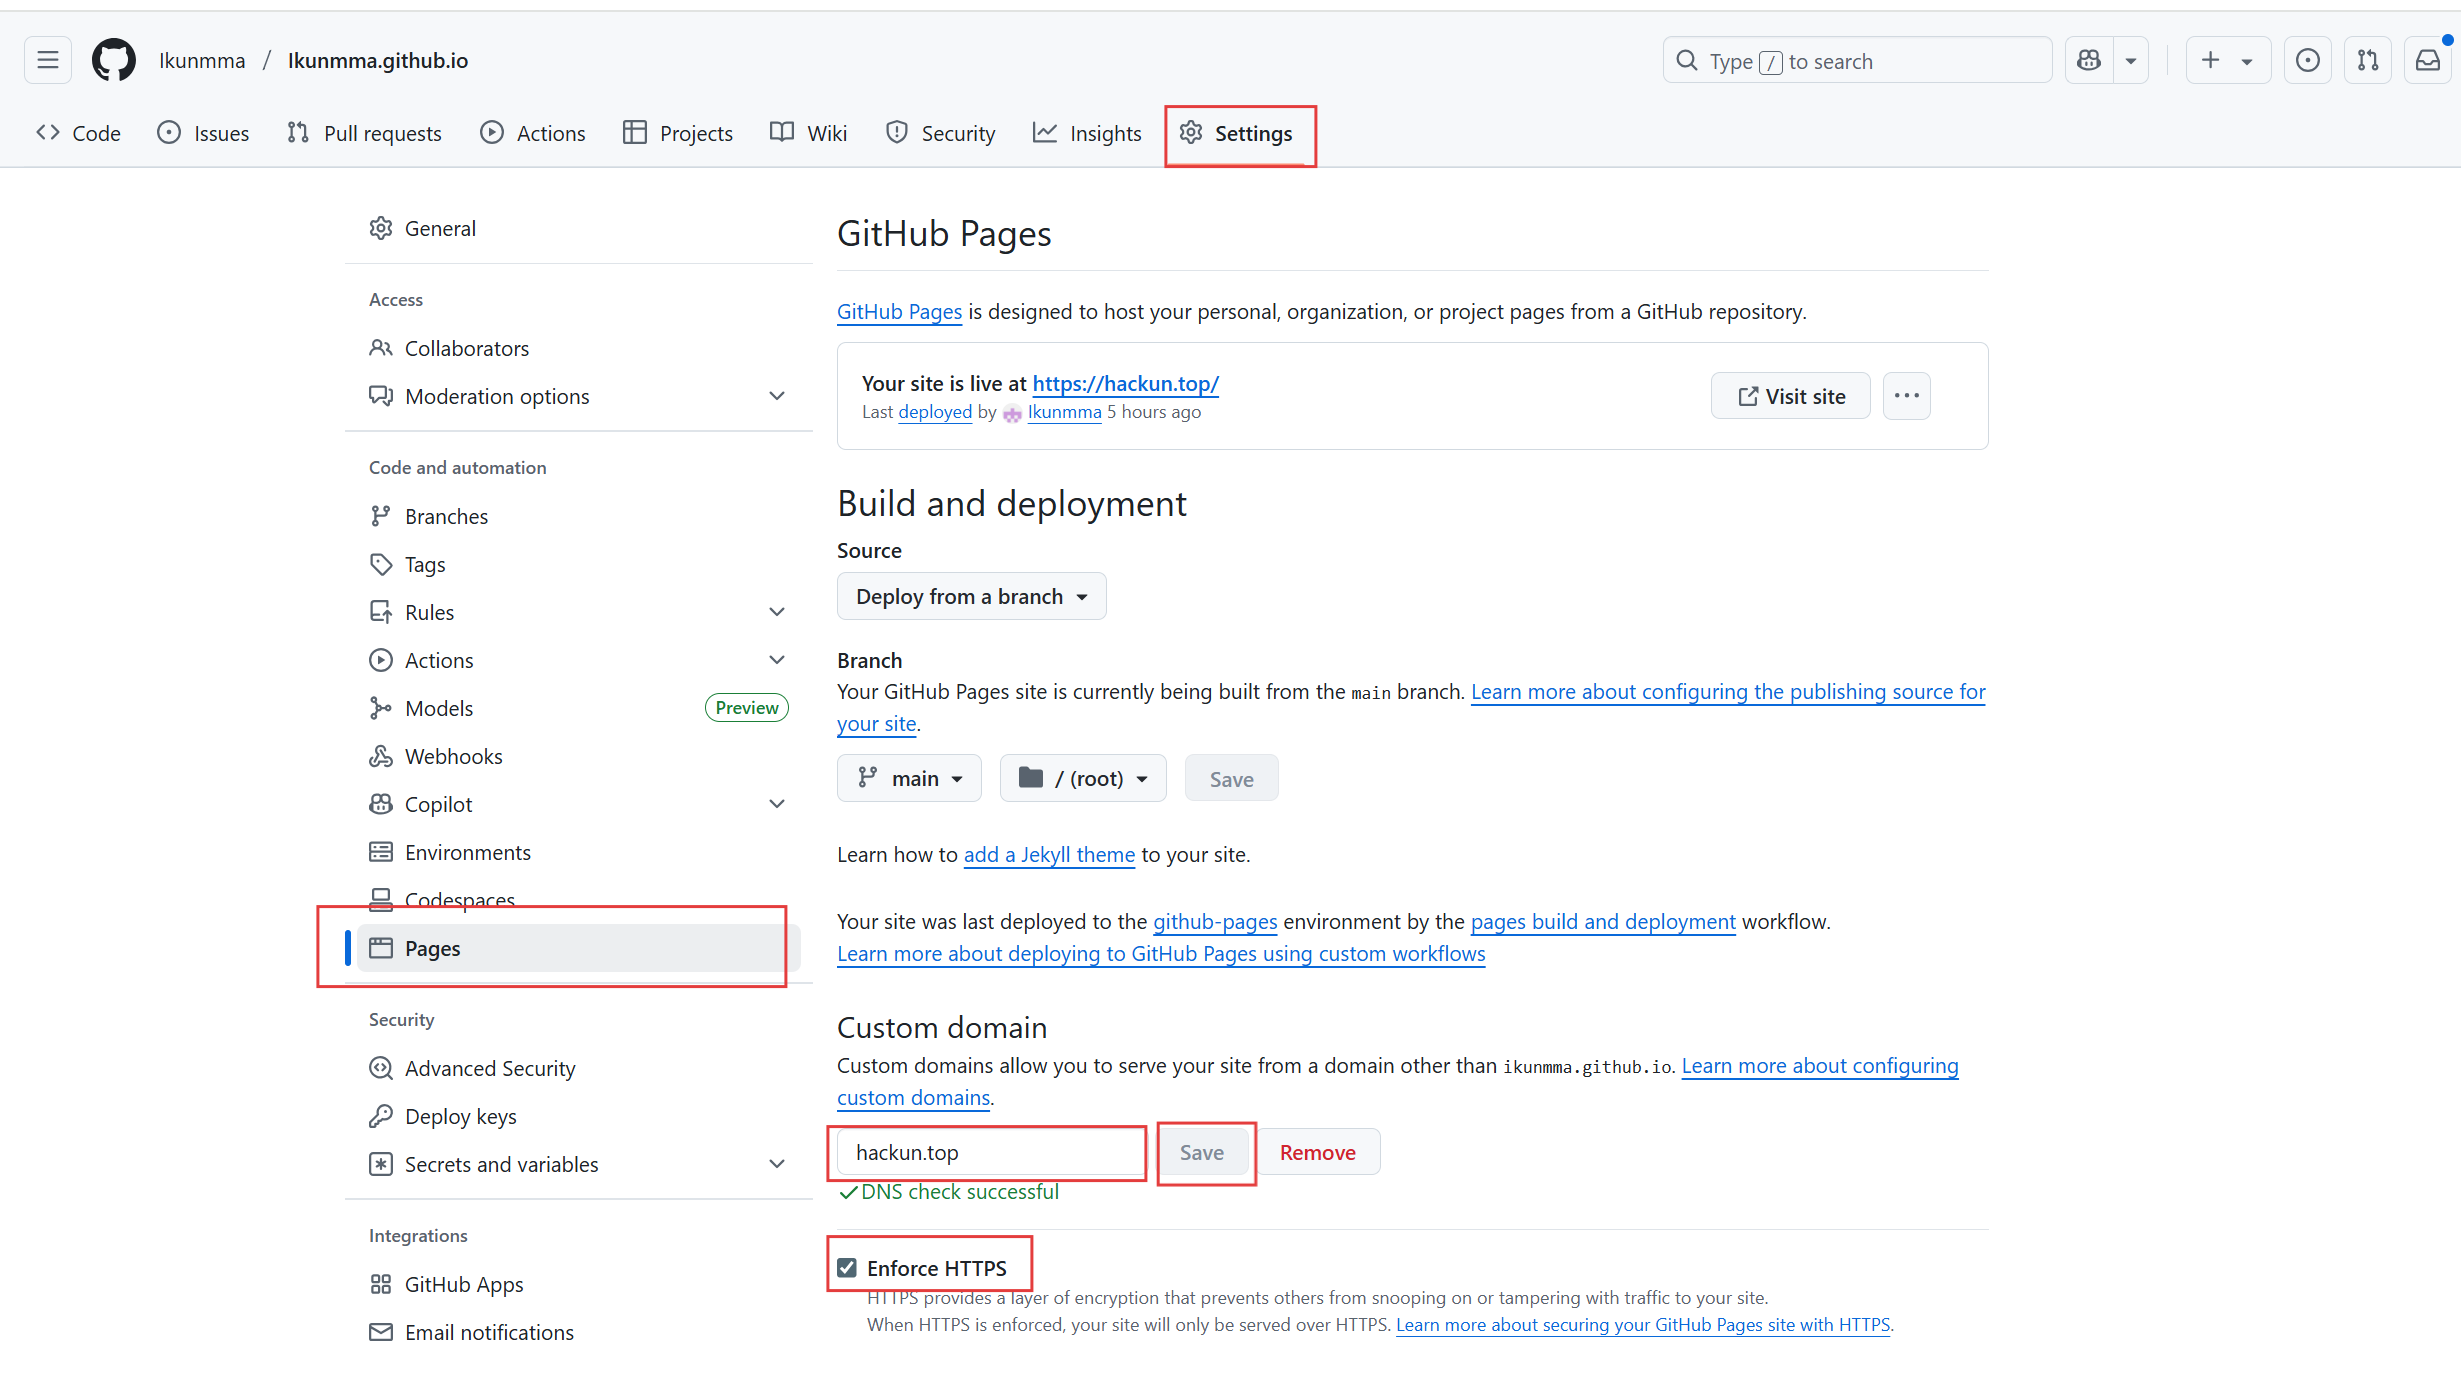 Ikunmma / Ikunmma.github.io
Type / to search
Code
Issues
Pull requests
Actions
Projects
Wiki
Security
Insights
Settings
General
Access
Collaborators
Moderation options
Code and automation
Branches
Tags
Rules
Actions
Models Preview
Webhooks
Copilot
Environments
Codespaces
Pages
Security
Advanced Security
Deploy keys
Secrets and variables
Integrations
GitHub Apps
Email notifications
GitHub Pages
GitHub Pages is designed to host your personal, organization, or project pages from a GitHub repository.
Your site is live at https://hackun.top/
Last deployed by Ikunmma 5 hours ago
Visit site
Build and deployment
Source
Deploy from a branch
Branch
Your GitHub Pages site is currently being built from the main branch. Learn more about configuring the publishing source for
your site.
main / (root) Save
Learn how to add a Jekyll theme to your site.
Your site was last deployed to the github-pages environment by the pages build and deployment workflow.
Learn more about deploying to GitHub Pages using custom workflows
Custom domain
Custom domains allow you to serve your site from a domain other than ikunmma.github.io. Learn more about configuring
custom domains.
hackun.top Save Remove
DNS check successful
Enforce HTTPS
HTTPS provides a layer of encryption that prevents others from snooping on or tampering with traffic to your site.
When HTTPS is enforced, your site will only be served over HTTPS. Learn more about securing your GitHub Pages site with HTTPS.